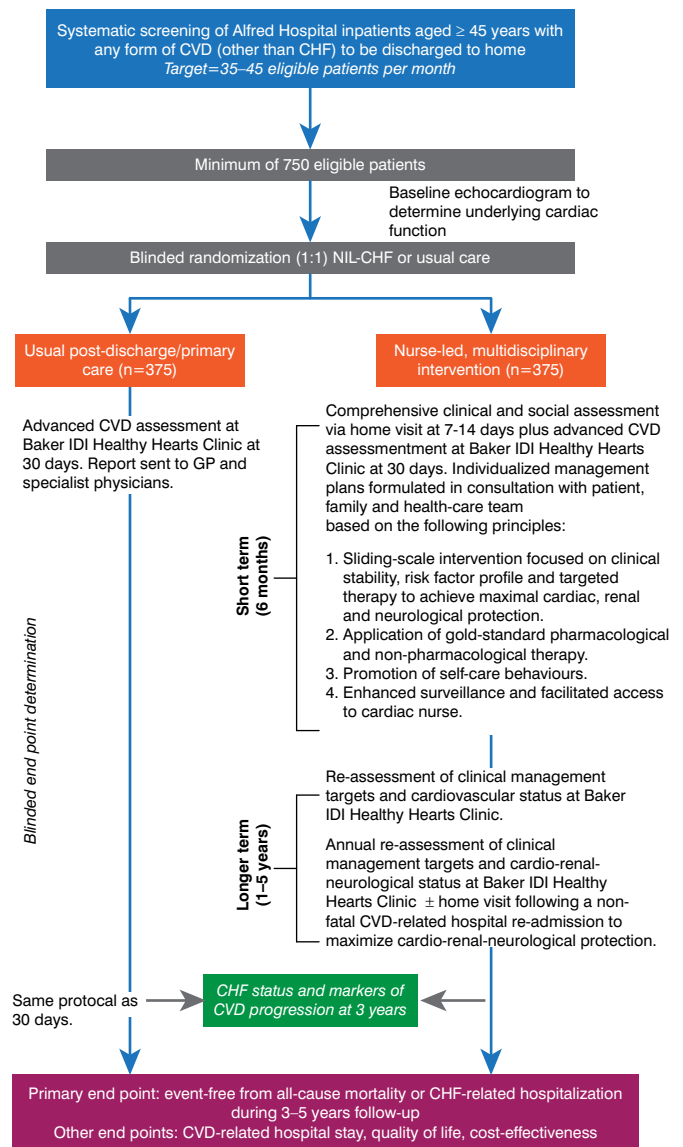 Systematic screening of Alfred Hospital inpatients aged ≥ 45 years with
any form of CVD (other than CHF) to be discharged to home
Target=35–45 eligible patients per month
Minimum of 750 eligible patients
Baseline echocardiogram to
determine underlying cardiac
function
Blinded randomization (1:1) NIL-CHF or usual care
Usual post-discharge/primary
care (n=375)
Nurse-led, multidisciplinary
intervention (n=375)
Advanced CVD assessment at
Baker IDI Healthy Hearts Clinic at
30 days. Report sent to GP and
specialist physicians.
Blinded end point determination
Short term
(6 months)
Comprehensive clinical and social assessment
via home visit at 7-14 days plus advanced CVD
assessmentment at Baker IDI Healthy Hearts
Clinic at 30 days. Individualized management
plans formulated in consultation with patient,
family and health-care team
based on the following principles:
1. Sliding-scale intervention focused on clinical
stability, risk factor profile and targeted
therapy to achieve maximal cardiac, renal
and neurological protection.
2. Application of gold-standard pharmacological
and non-pharmacological therapy.
3. Promotion of self-care behaviours.
4. Enhanced surveillance and facilitated access
to cardiac nurse.
Longer term
(1–5 years)
Re-assessment of clinical management
targets and cardiovascular status at Baker
IDI Healthy Hearts Clinic.
Annual re-assessment of clinical
management targets and cardio-renal-
neurological status at Baker IDI Healthy
Hearts Clinic ± home visit following a non-
fatal CVD-related hospital re-admission to
maximize cardio-renal-neurological protection.
Same protocal as
30 days.
CHF status and markers of
CVD progression at 3 years
Primary end point: event-free from all-cause mortality or CHF-related hospitalization
during 3–5 years follow-up
Other end points: CVD-related hospital stay, quality of life, cost-effectiveness